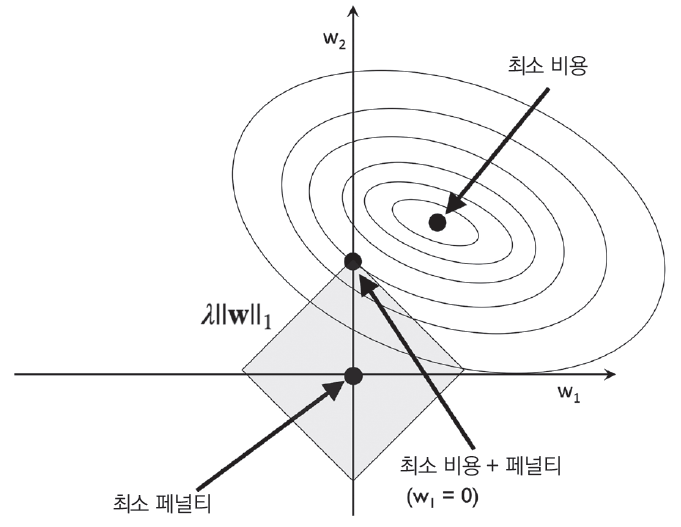 w₂
최소 비용
λ||w||₁
w₁
최소 비용 + 페널티
(w₁ = 0)
최소 페널티